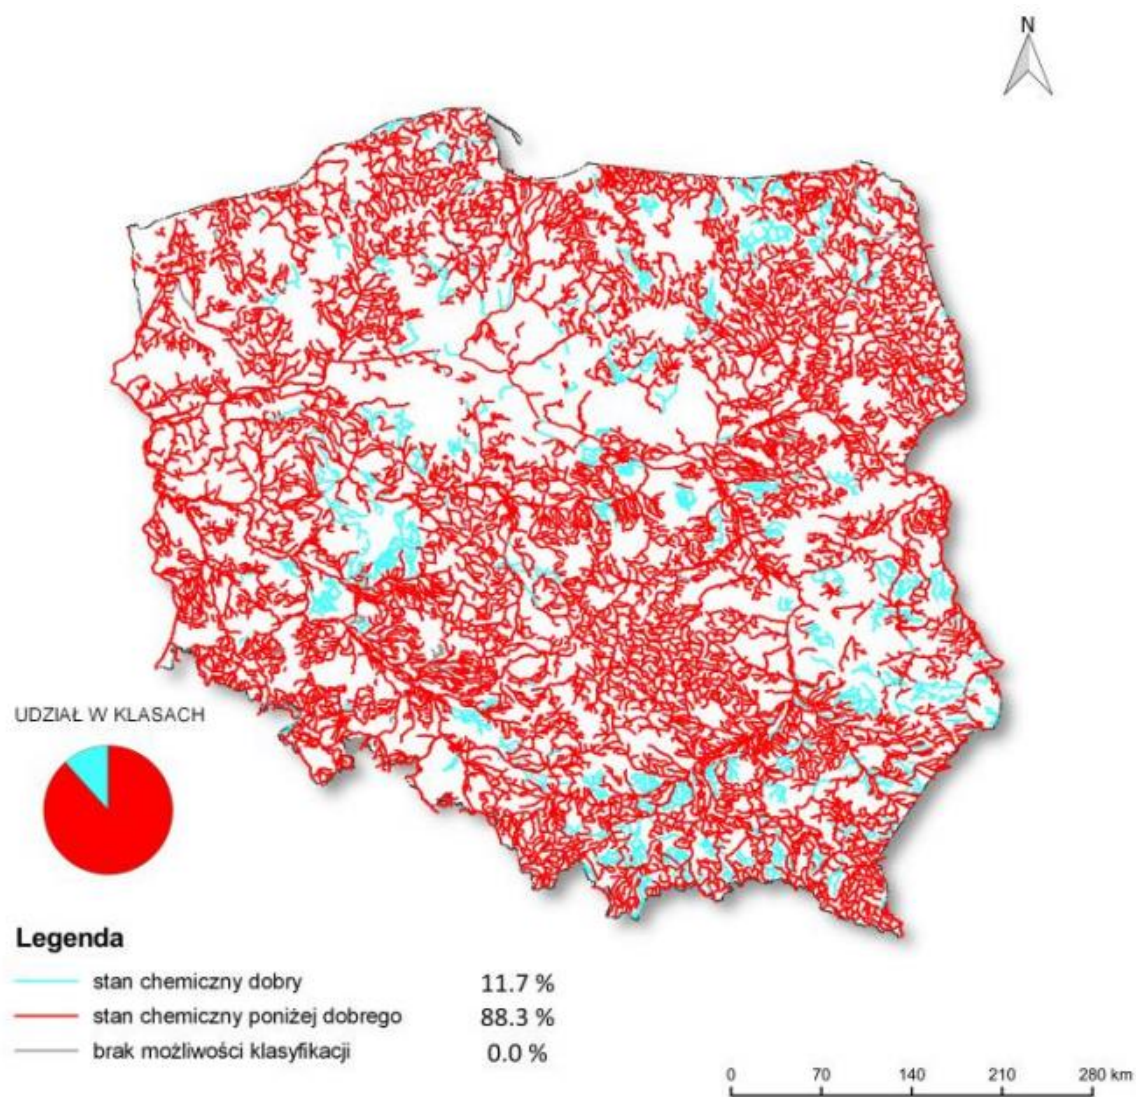 N
UDZIAŁ W KLASACH
Legenda
stan chemiczny dobry 11.7 %
stan chemiczny poniżej dobrego 88.3 %
brak możliwości klasyfikacji 0.0 %
0 70 140 210 280 km